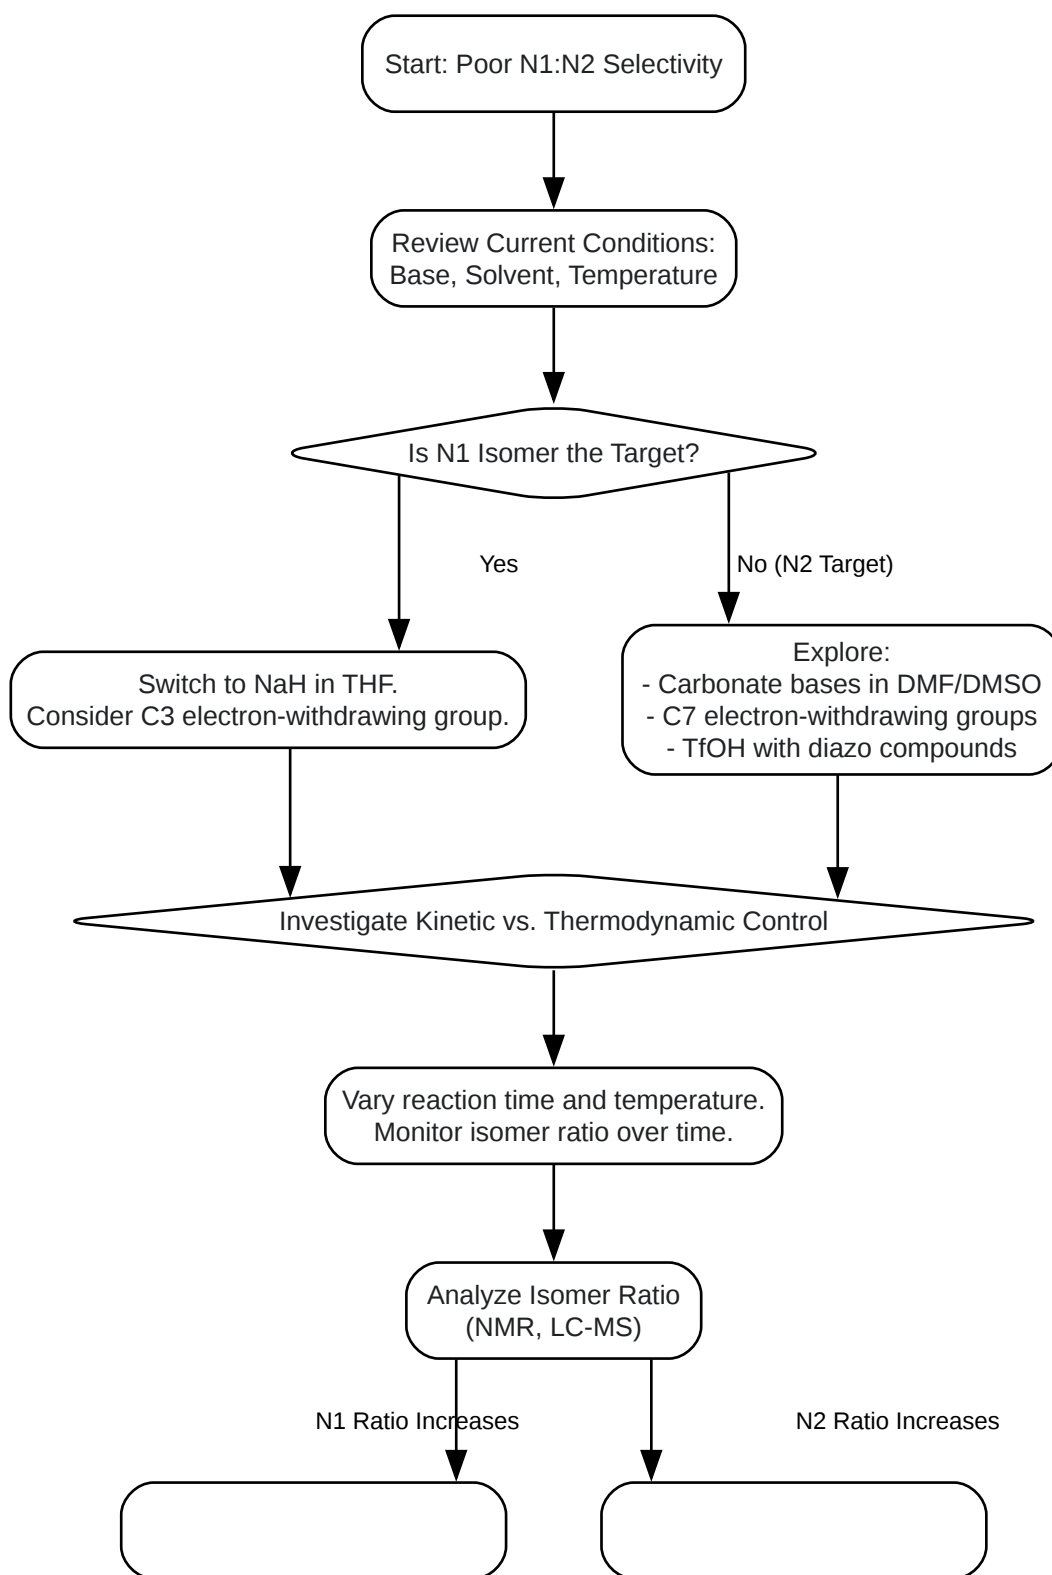 Start: Poor N1:N2 Selectivity
Review Current Conditions:
Base, Solvent, Temperature
Is N1 Isomer the Target?
Yes
No (N2 Target)
Switch to NaH in THF.
Consider C3 electron-withdrawing group.
Explore:
- Carbonate bases in DMF/DMSO
- C7 electron-withdrawing groups
- TfOH with diazo compounds
Investigate Kinetic vs. Thermodynamic Control
Vary reaction time and temperature.
Monitor isomer ratio over time.
Analyze Isomer Ratio
(NMR, LC-MS)
N1 Ratio Increases
N2 Ratio Increases